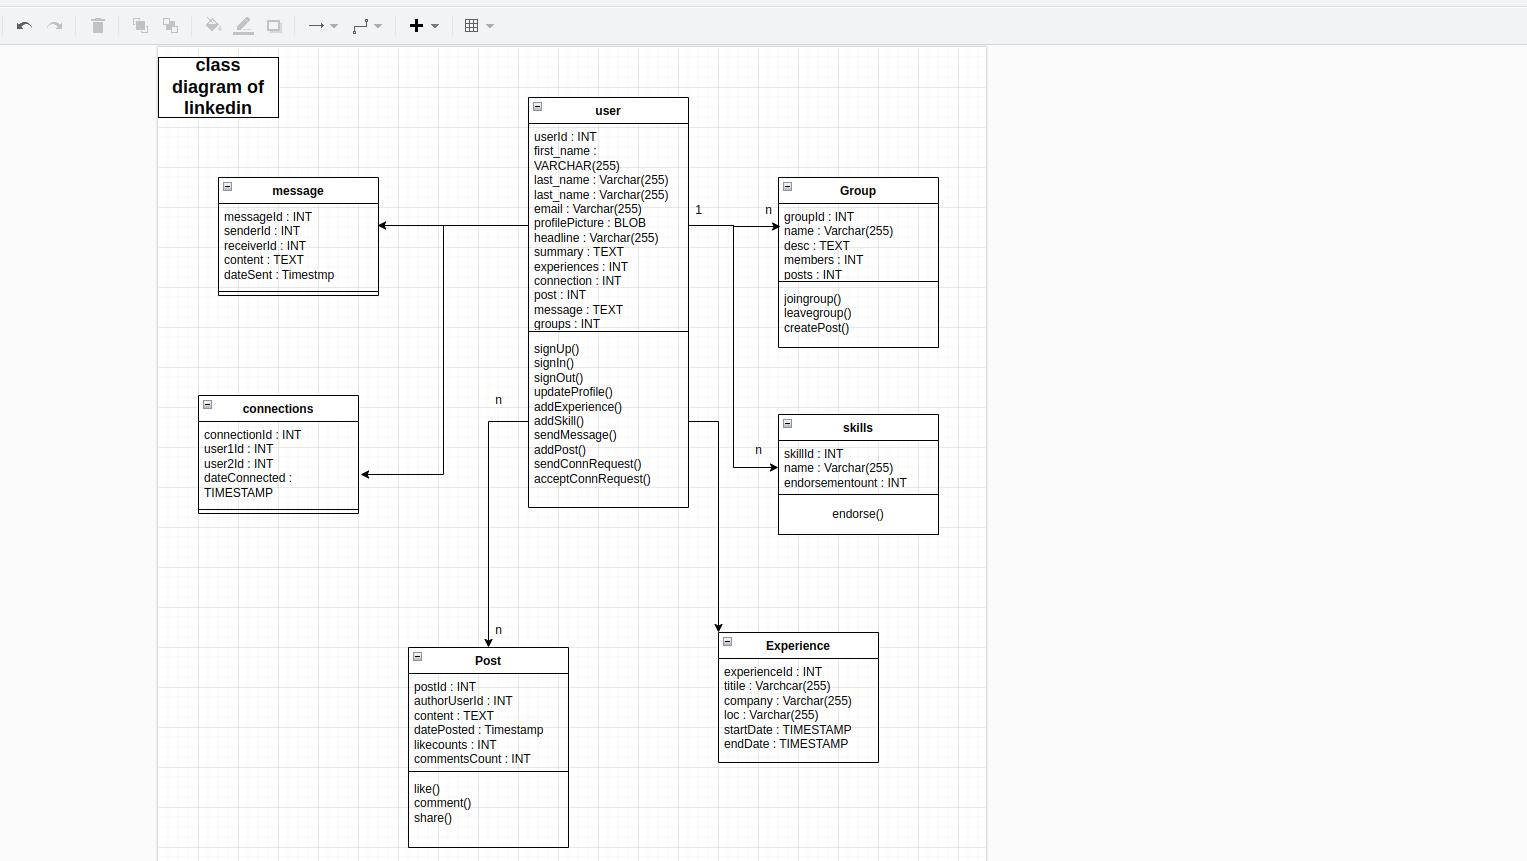 class
diagram of
linkedin
user
userId : INT
first_name :
VARCHAR(255)
last_name : Varchar(255)
last_name : Varchar(255)
email : Varchar(255)
profilePicture : BLOB
headline : Varchar(255)
summary : TEXT
experiences : INT
connection : INT
post : INT
message : TEXT
groups : INT
signUp()
signIn()
signOut()
updateProfile()
addExperience()
addSkill()
sendMessage()
addPost()
sendConnRequest()
acceptConnRequest()
message
messageId : INT
senderId : INT
receiverId : INT
content : TEXT
dateSent : Timestmp
1
n
Group
groupId : INT
name : Varchar(255)
desc : TEXT
members : INT
posts : INT
joingroup()
leavegroup()
createPost()
connections
connectionId : INT
user1Id : INT
user2Id : INT
dateConnected :
TIMESTAMP
n
n
skills
skillId : INT
name : Varchar(255)
endorsementount : INT
endorse()
n
Post
postId : INT
authorUserId : INT
content : TEXT
datePosted : Timestamp
likecounts : INT
commentsCount : INT
like()
comment()
share()
Experience
experienceId : INT
titile : Varchcar(255)
company : Varchar(255)
loc : Varchar(255)
startDate : TIMESTAMP
endDate : TIMESTAMP